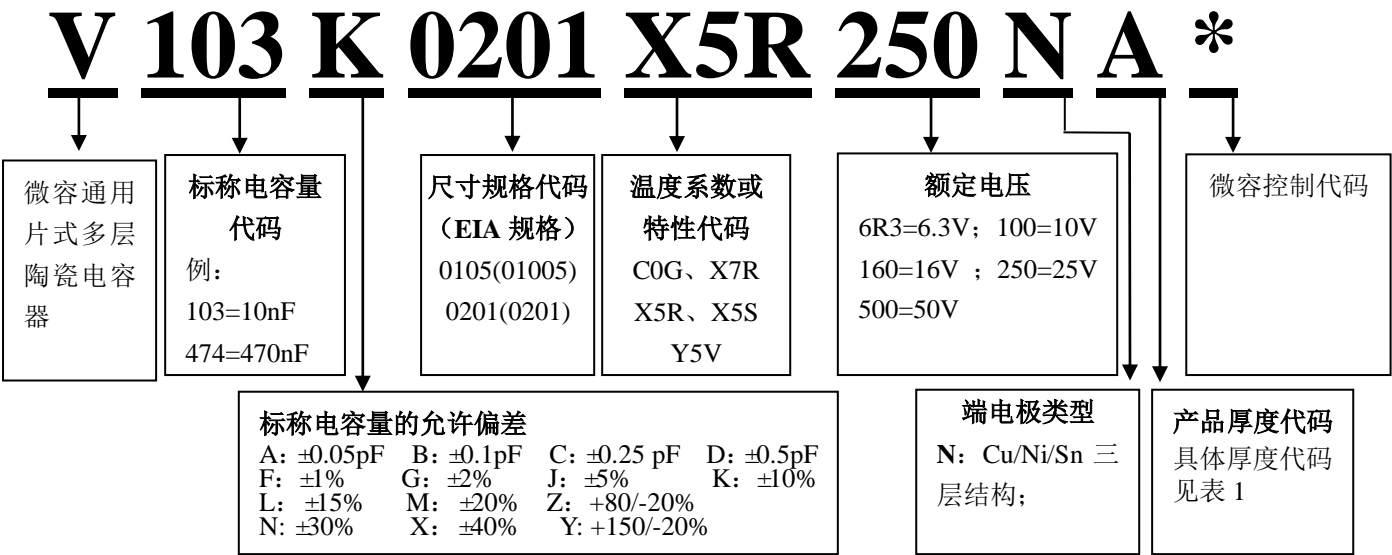 V 103 K 0201 X5R 250 N A *
微容通用
片式多层
陶瓷电容
器
标称电容量
代码
例：
103=10nF
474=470nF
尺寸规格代码
（EIA 规格）
0105(01005)
0201(0201)
温度系数或
特性代码
C0G、X7R
X5R、X5S
Y5V
额定电压
6R3=6.3V；100=10V
160=16V ；250=25V
500=50V
微容控制代码
标称电容量的允许偏差
A：±0.05pF B：±0.1pF C：±0.25 pF D：±0.5pF
F：±1% G：±2% J：±5% K：±10%
L：±15% M：±20% Z：+80/-20%
N: ±30% X： ±40% Y: +150/-20%
端电极类型
N：Cu/Ni/Sn 三
层结构;
产品厚度代码
具体厚度代码
见表 1